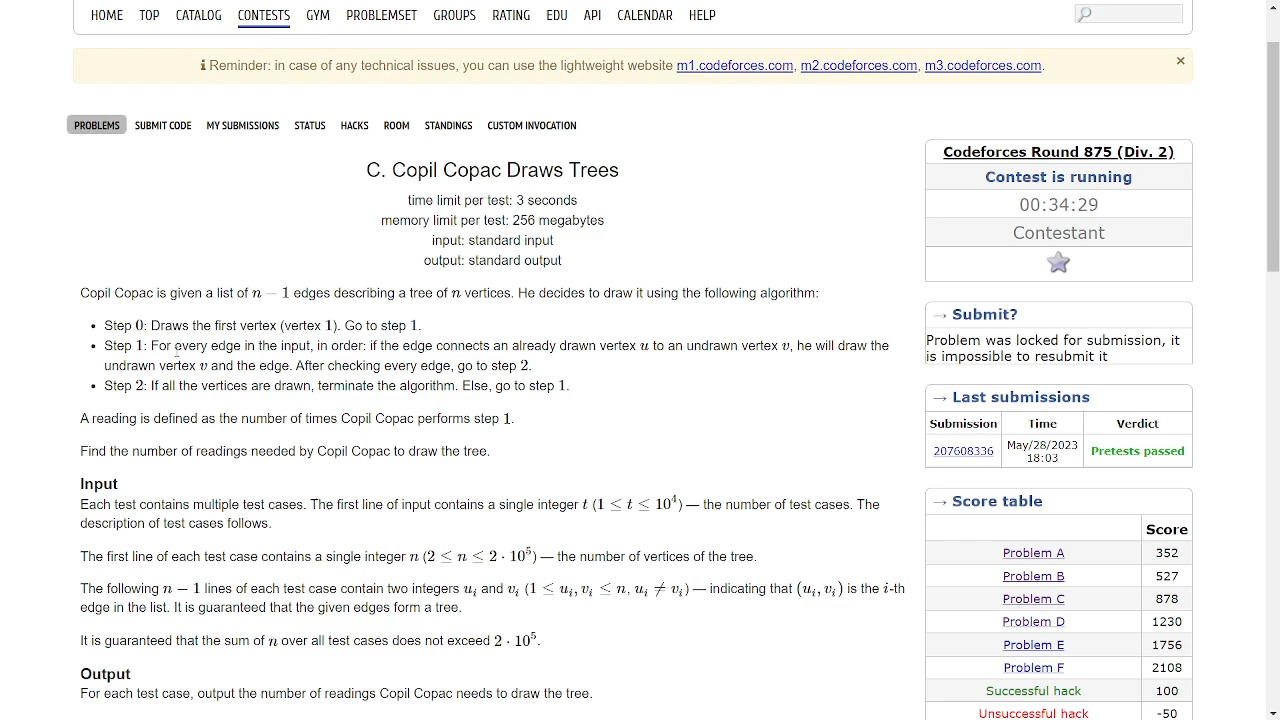 HOME TOP CATALOG CONTESTS GYM PROBLEMSET GROUPS RATING EDU API CALENDAR HELP
Reminder: in case of any technical issues, you can use the lightweight website m1.codeforces.com, m2.codeforces.com, m3.codeforces.com.
×
PROBLEMS SUBMIT CODE MY SUBMISSIONS STATUS HACKS ROOM STANDINGS CUSTOM INVOCATION
C. Copil Copac Draws Trees
time limit per test: 3 seconds
memory limit per test: 256 megabytes
input: standard input
output: standard output
Copil Copac is given a list of n − 1 edges describing a tree of n vertices. He decides to draw it using the following algorithm:
• Step 0: Draws the first vertex (vertex 1). Go to step 1.
• Step 1: For every edge in the input, in order: if the edge connects an already drawn vertex u to an undrawn vertex v, he will draw the
undrawn vertex v and the edge. After checking every edge, go to step 2.
• Step 2: If all the vertices are drawn, terminate the algorithm. Else, go to step 1.
A reading is defined as the number of times Copil Copac performs step 1.
Find the number of readings needed by Copil Copac to draw the tree.
Input
Each test contains multiple test cases. The first line of input contains a single integer t (1 ≤ t ≤ 10⁴) — the number of test cases. The
description of test cases follows.
The first line of each test case contains a single integer n (2 ≤ n ≤ 2 · 10⁵) — the number of vertices of the tree.
The following n − 1 lines of each test case contain two integers uᵢ and vᵢ (1 ≤ uᵢ, vᵢ ≤ n, uᵢ ≠ vᵢ) — indicating that (uᵢ, vᵢ) is the i-th
edge in the list. It is guaranteed that the given edges form a tree.
It is guaranteed that the sum of n over all test cases does not exceed 2 · 10⁵.
Output
For each test case, output the number of readings Copil Copac needs to draw the tree.
Codeforces Round 875 (Div. 2)
Contest is running
00:34:29
Contestant
→ Submit?
Problem was locked for submission, it
is impossible to resubmit it
→ Last submissions
Submission Time Verdict
207608336 May/28/2023 18:03 Pretests passed
→ Score table
Score
Problem A 352
Problem B 527
Problem C 878
Problem D 1230
Problem E 1756
Problem F 2108
Successful hack 100
Unsuccessful hack -50